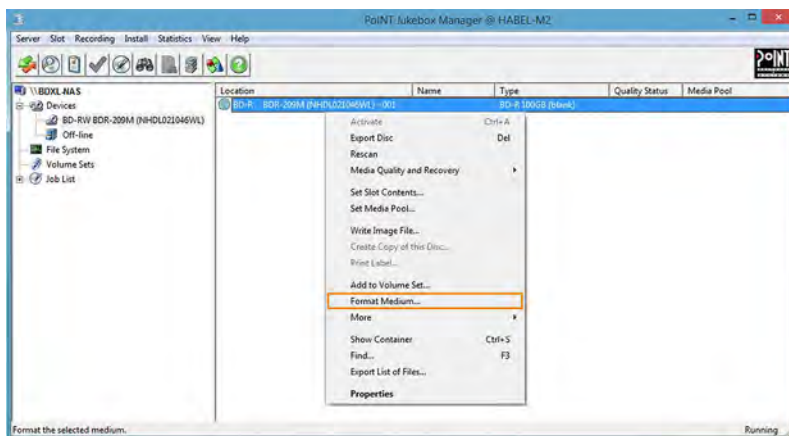 PoINT Jukebox Manager @ HABEL-M2
Server Slot Recording Install Statistics View Help
PoINT
\\BDXL-NAS
Devices
BD-RW BDR-209M (NHDL021046WL)
Off-line
File System
Volume Sets
Job List
Location Name Type Quality Status Media Pool
BD-R... BDR-209M (NHDL021046WL) --001 BD-R 100GB (blank)
Activate Ctrl+A
Export Disc Del
Rescan
Media Quality and Recovery
Set Slot Contents...
Set Media Pool...
Write Image File...
Create Copy of this Disc...
Print Label...
Add to Volume Set...
Format Medium...
More
Show Container Ctrl+S
Find... F3
Export List of Files...
Properties
Format the selected medium. Running